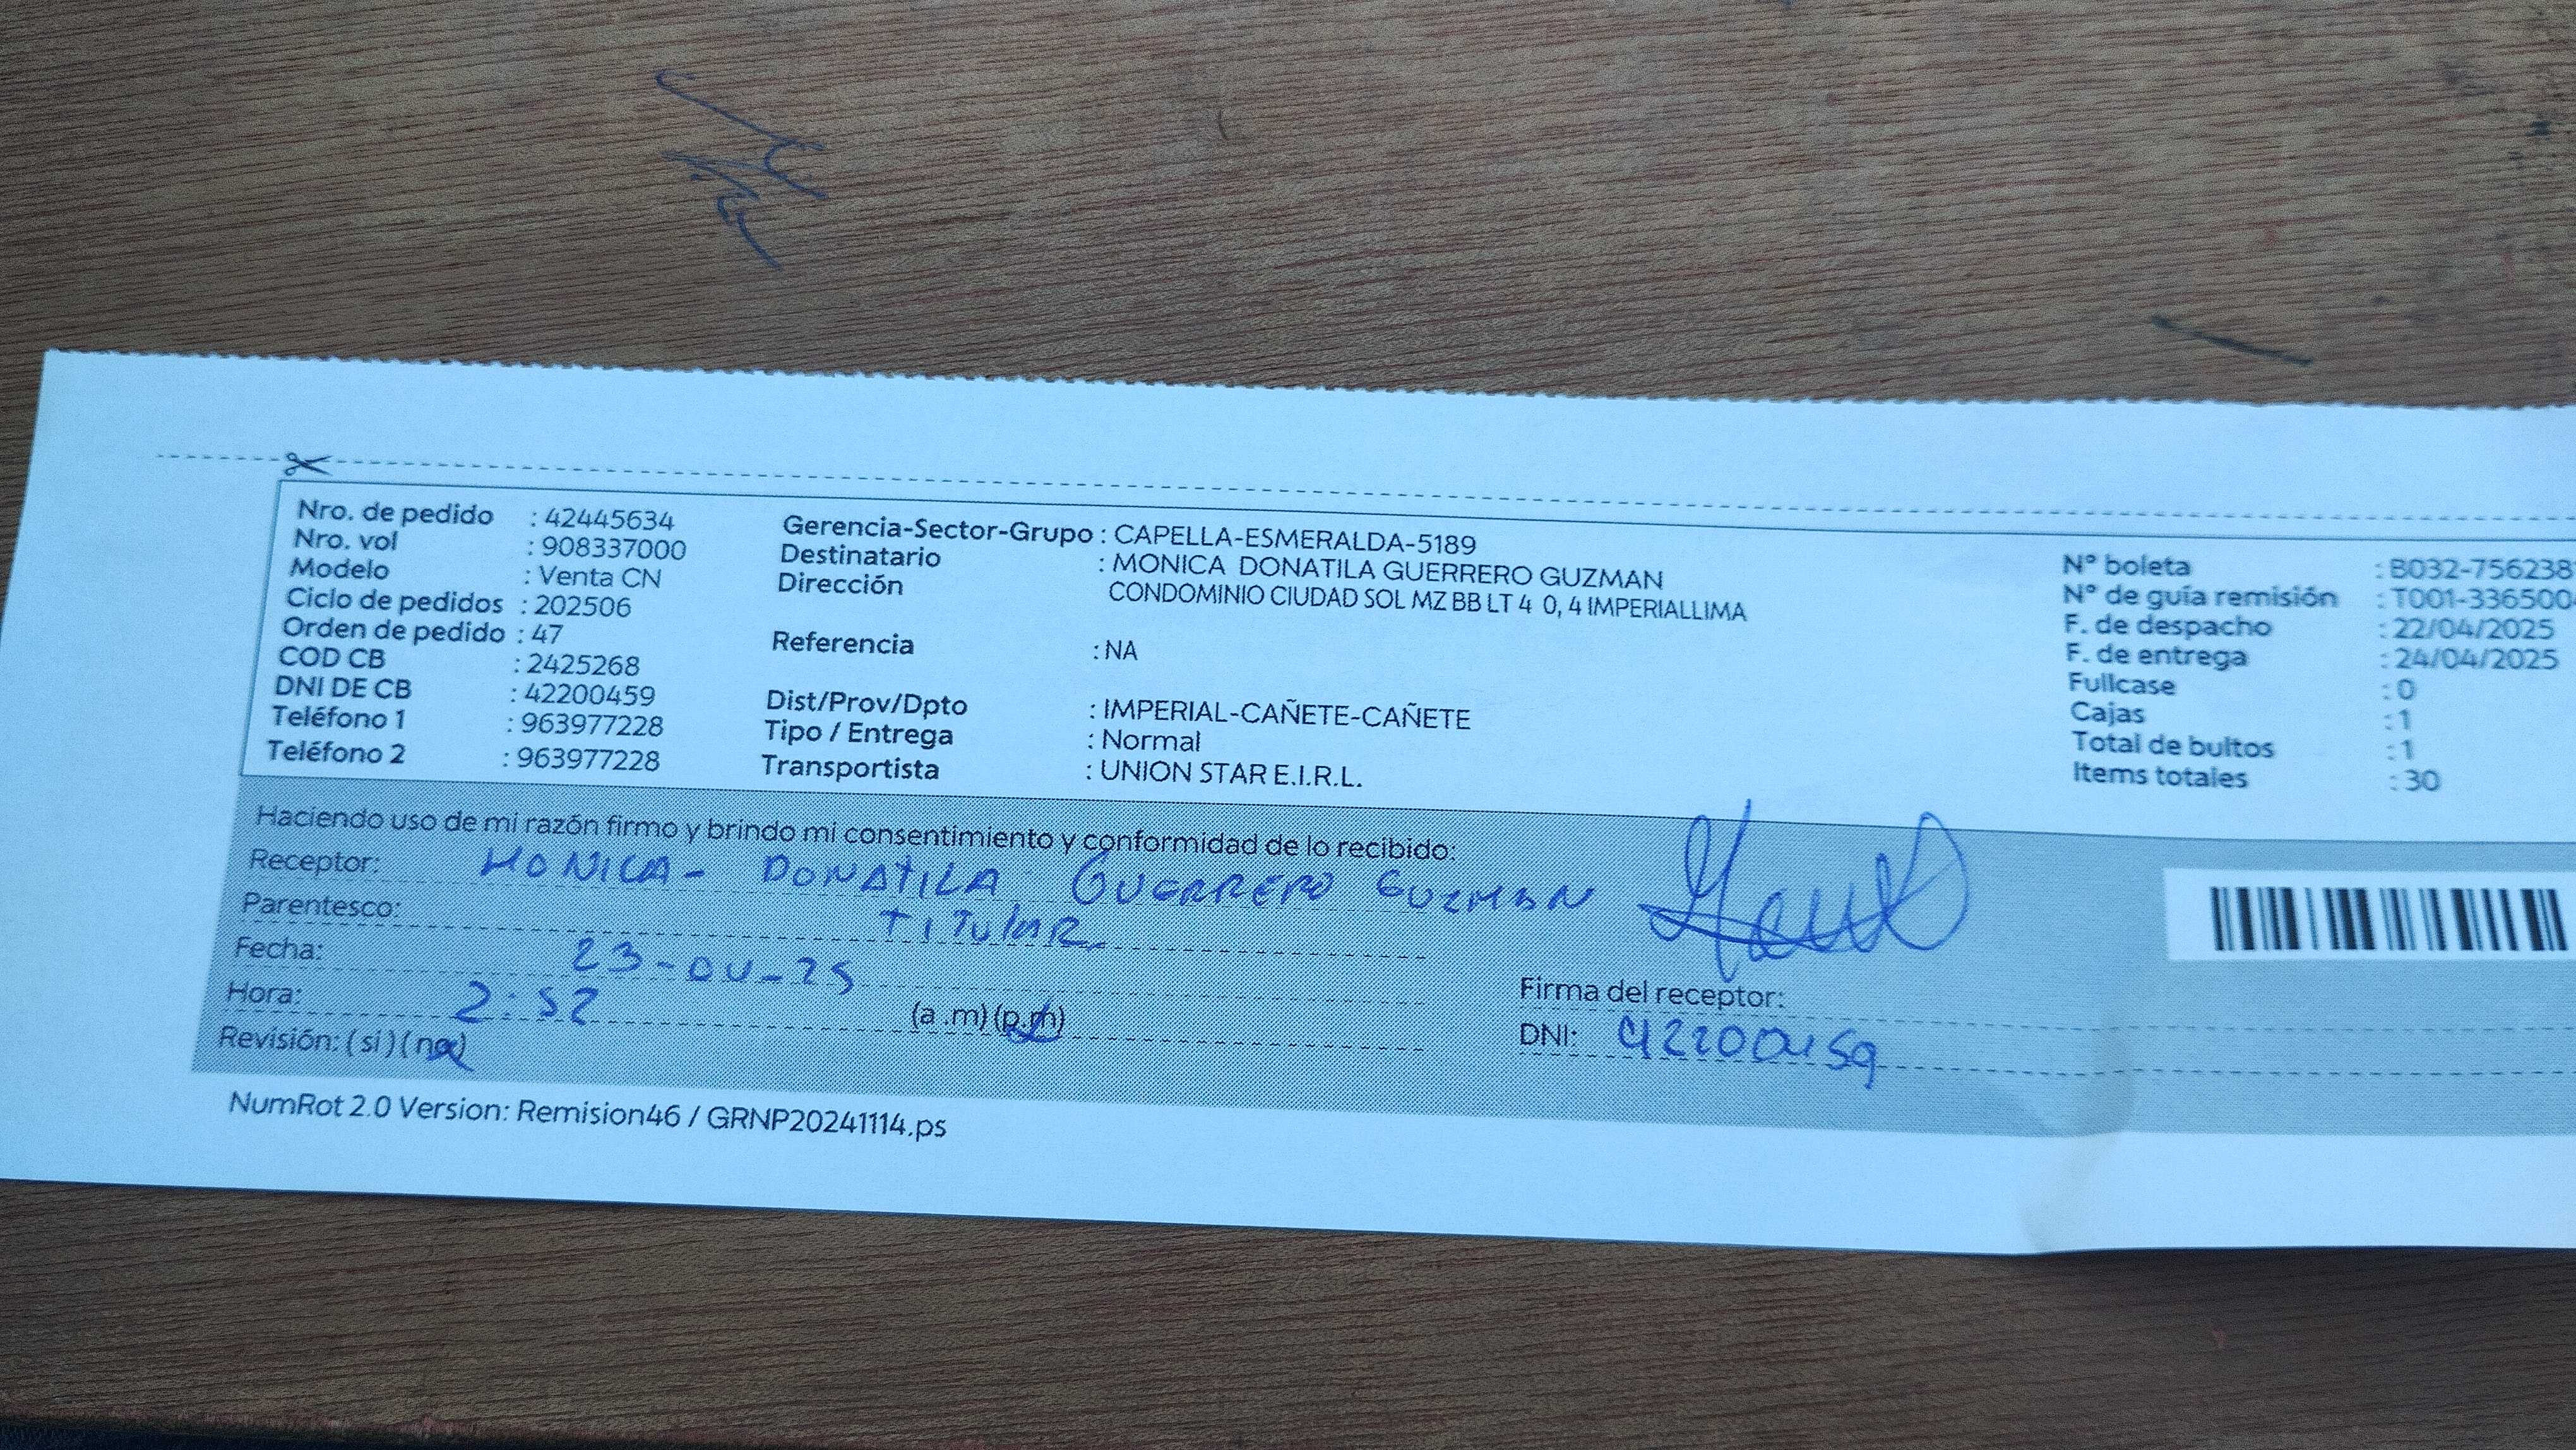 Nro. de pedido : 42445634
Nro. vol : 908337000
Modelo : Venta CN
Ciclo de pedidos : 202506
Orden de pedido : 47
COD CB : 2425268
DNI DE CB : 42200459
Teléfono 1 : 963977228
Teléfono 2 : 963977228
Gerencia-Sector-Grupo : CAPELLA-ESMERALDA-5189
Destinatario : MONICA DONATILA GUERRERO GUZMAN
Dirección CONDOMINIO CIUDAD SOL MZ BB LT 4 0, 4 IMPERIALLIMA
Referencia : NA
Dist/Prov/Dpto : IMPERIAL-CAÑETE-CAÑETE
Tipo / Entrega : Normal
Transportista : UNION STAR E.I.R.L.
N° boleta : B032-756238
N° de guía remisión : T001-336500
F. de despacho : 22/04/2025
F. de entrega : 24/04/2025
Fullcase : 0
Cajas : 1
Total de bultos : 1
Items totales : 30
Haciendo uso de mi razón firmo y brindo mi consentimiento y conformidad de lo recibido:
Receptor: MONICA - DONATILA GUERRERO GUZMAN
Parentesco: TITULAR
Fecha: 23-04-25
Hora: 2:52 (a .m) (p.m)
Revisión: ( si ) ( no)
Firma del receptor:
DNI: 42200459
NumRot 2.0 Version: Remision46 / GRNP20241114.ps